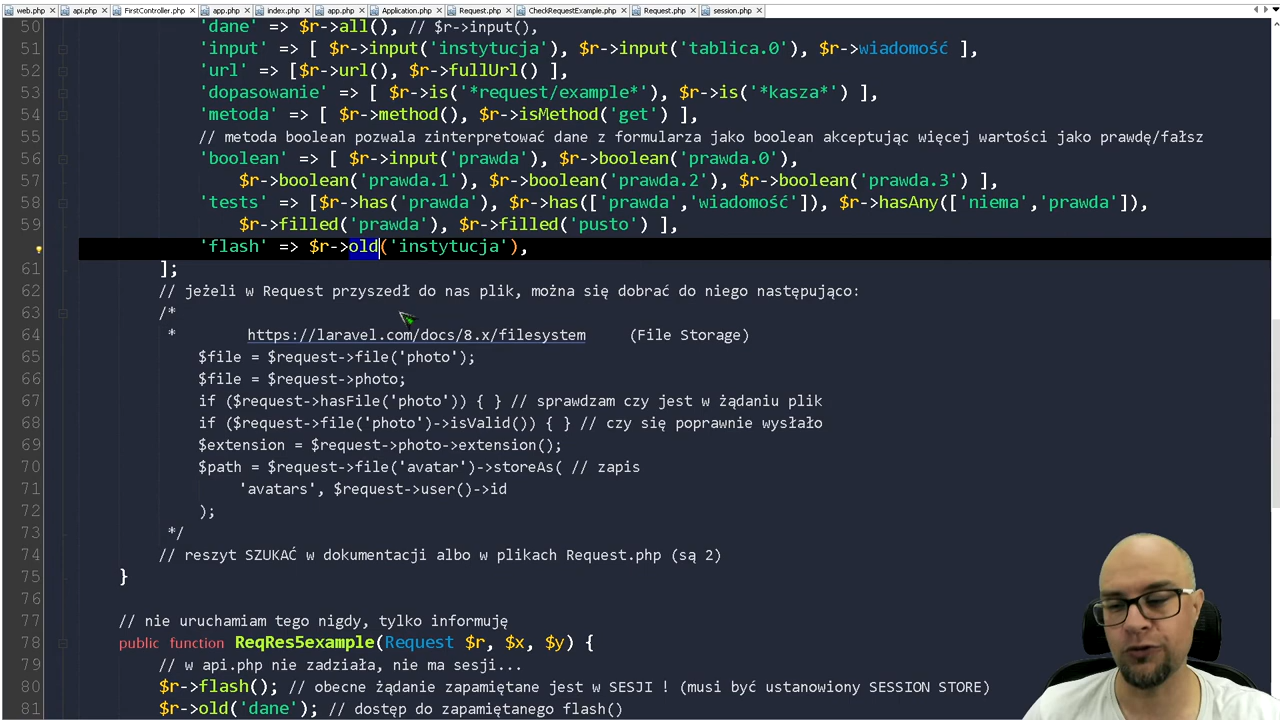 web.php api.php FirstController.php app.php index.php app.php Application.php Request.php CheckRequestExample.php Request.php session.php
50 'dane' => $r->all(), // $r->input(),
51 'input' => [ $r->input('instytucja'), $r->input('tablica.0'), $r->wiadomość ],
52 'url' => [$r->url(), $r->fullUrl() ],
53 'dopasowanie' => [ $r->is('*request/example*'), $r->is('*kasza*') ],
54 'metoda' => [ $r->method(), $r->isMethod('get') ],
55 // metoda boolean pozwala zinterpretować dane z formularza jako boolean akceptując więcej wartości jako prawdę/fałsz
56 'boolean' => [ $r->input('prawda'), $r->boolean('prawda.0'),
57 $r->boolean('prawda.1'), $r->boolean('prawda.2'), $r->boolean('prawda.3') ],
58 'tests' => [$r->has('prawda'), $r->has(['prawda','wiadomość']), $r->hasAny(['niema','prawda']),
59 $r->filled('prawda'), $r->filled('pusto') ],
'flash' => $r->old('instytucja'),
61 ];
62 // jeżeli w Request przyszedł do nas plik, można się dobrać do niego następująco:
63 /*
64 * https://laravel.com/docs/8.x/filesystem (File Storage)
65 $file = $request->file('photo');
66 $file = $request->photo;
67 if ($request->hasFile('photo')) { } // sprawdzam czy jest w żądaniu plik
68 if ($request->file('photo')->isValid()) { } // czy się poprawnie wysłało
69 $extension = $request->photo->extension();
70 $path = $request->file('avatar')->storeAs( // zapis
71 'avatars', $request->user()->id
72 );
73 */
74 // reszyt SZUKAĆ w dokumentacji albo w plikach Request.php (są 2)
75 }
76
77 // nie uruchamiam tego nigdy, tylko informuję
78 public function ReqRes5example(Request $r, $x, $y) {
79 // w api.php nie zadziała, nie ma sesji...
80 $r->flash(); // obecne żądanie zapamiętane jest w SESJI ! (musi być ustawiony SESSION STORE)
81 $r->old('dane'); // dostęp do zapamiętanego flash()